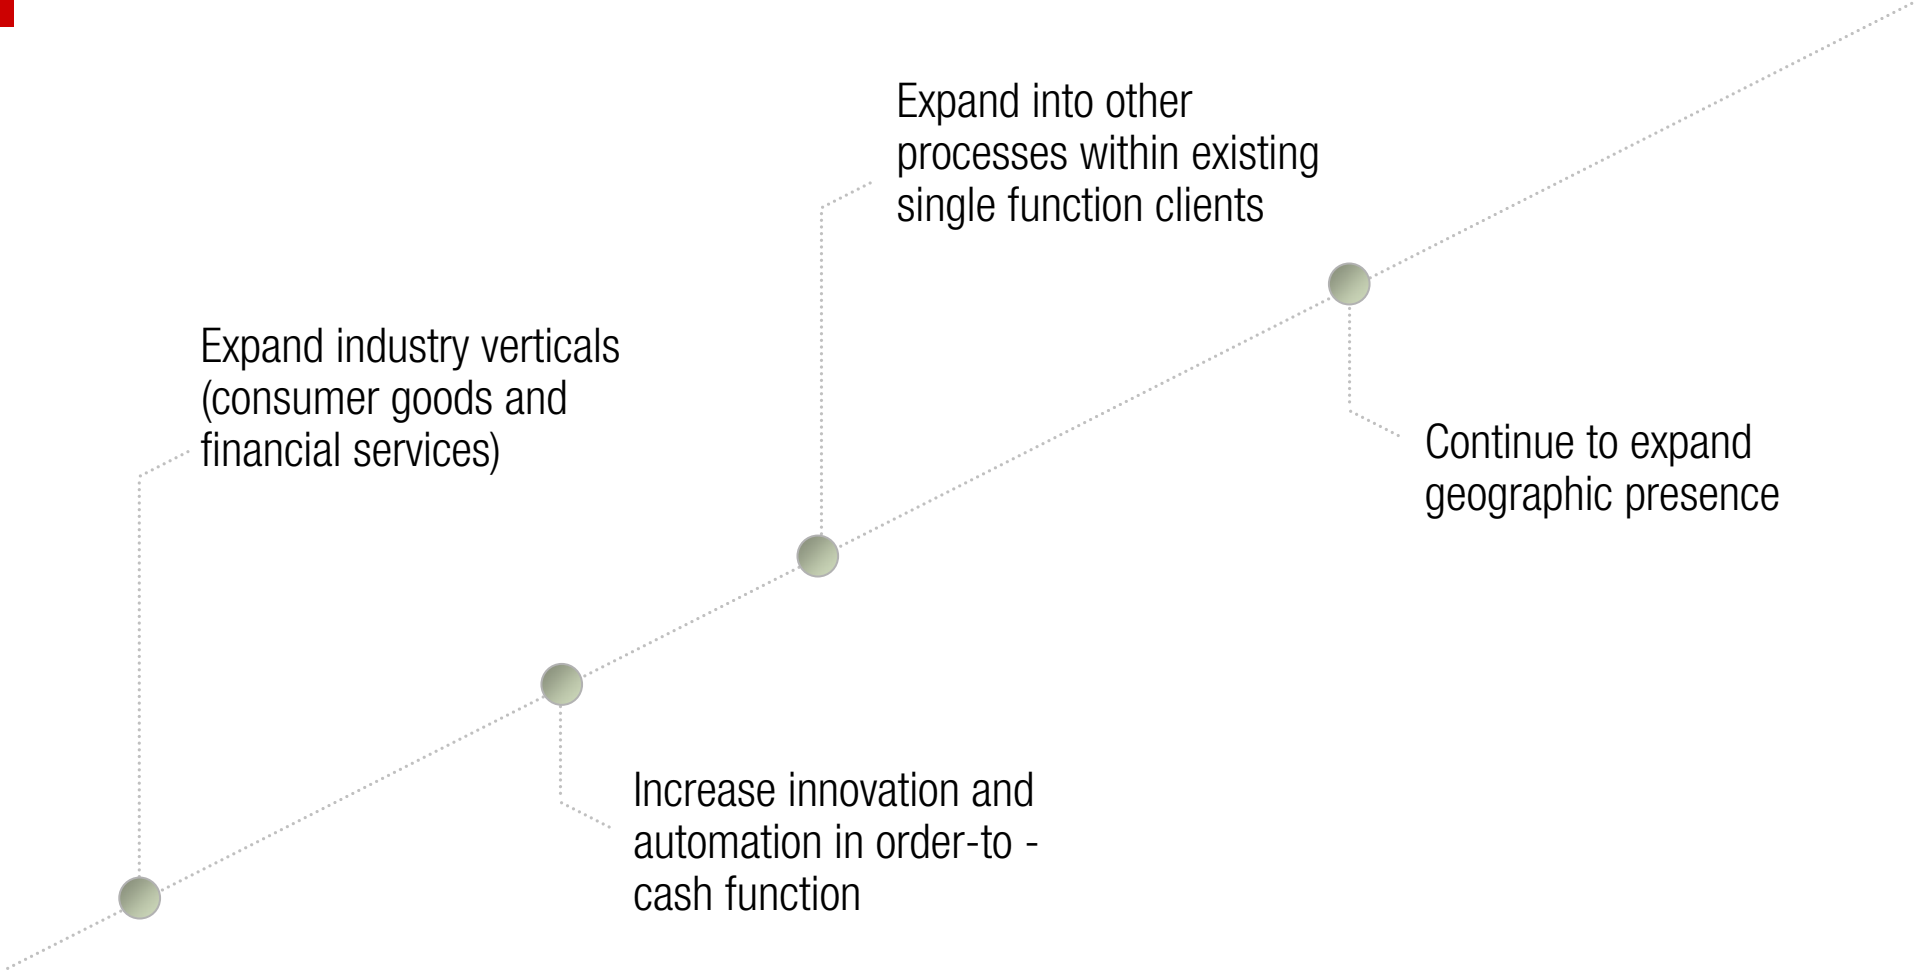 Expand into other
processes within existing
single function clients
Expand industry verticals
(consumer goods and
financial services)
Continue to expand
geographic presence
Increase innovation and
automation in order-to -
cash function